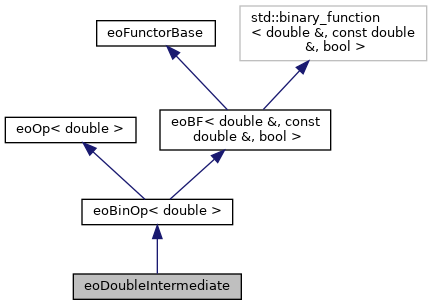 eoFunctorBase
std::binary_function
< double &, const double
&, bool >
eoOp< double >
eoBF< double &, const
double &, bool >
eoBinOp< double >
eoDoubleIntermediate